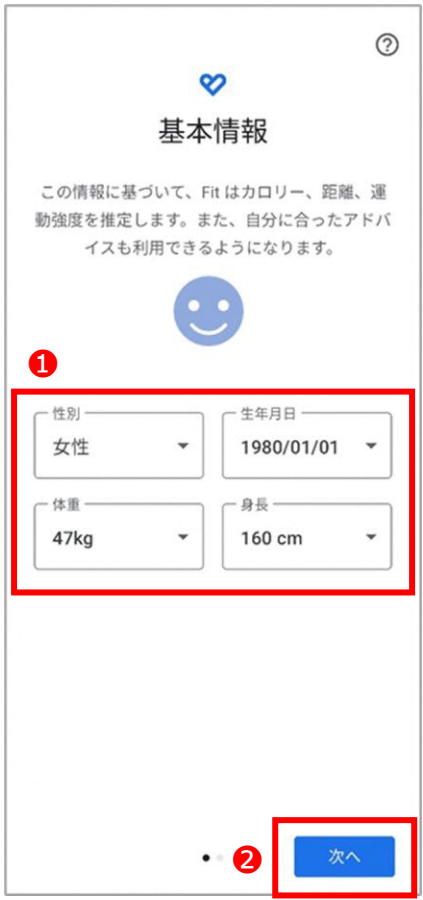 基本情報
この情報に基づいて、Fit はカロリー、距離、運
動強度を推定します。また、自分に合ったアドバ
イスも利用できるようになります。
❶
性別
女性
生年月日
1980/01/01
体重
47kg
身長
160 cm
❷
次へ